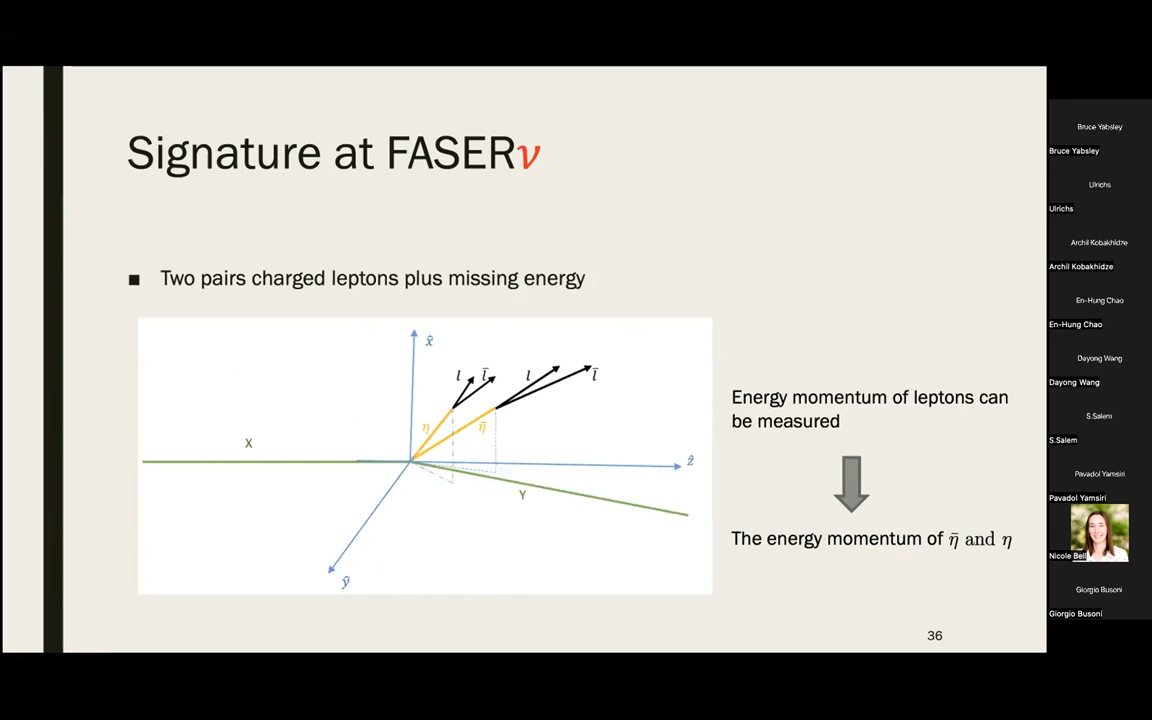 Signature at FASERν
■ Two pairs charged leptons plus missing energy
x̂
l l̄ l l̄
η η̄
X
ẑ
Y
ŷ
Energy momentum of leptons can
be measured
The energy momentum of η̄ and η
36
Bruce Yabsley
Bruce Yabsley
Ulrichs
Ulrichs
Archil Kobakhidze
Archil Kobakhidze
En-Hung Chao
En-Hung Chao
Dayong Wang
Dayong Wang
S.Salem
S.Salem
Pavadol Yamsiri
Pavadol Yamsiri
Nicole Bell
Giorgio Busoni
Giorgio Busoni